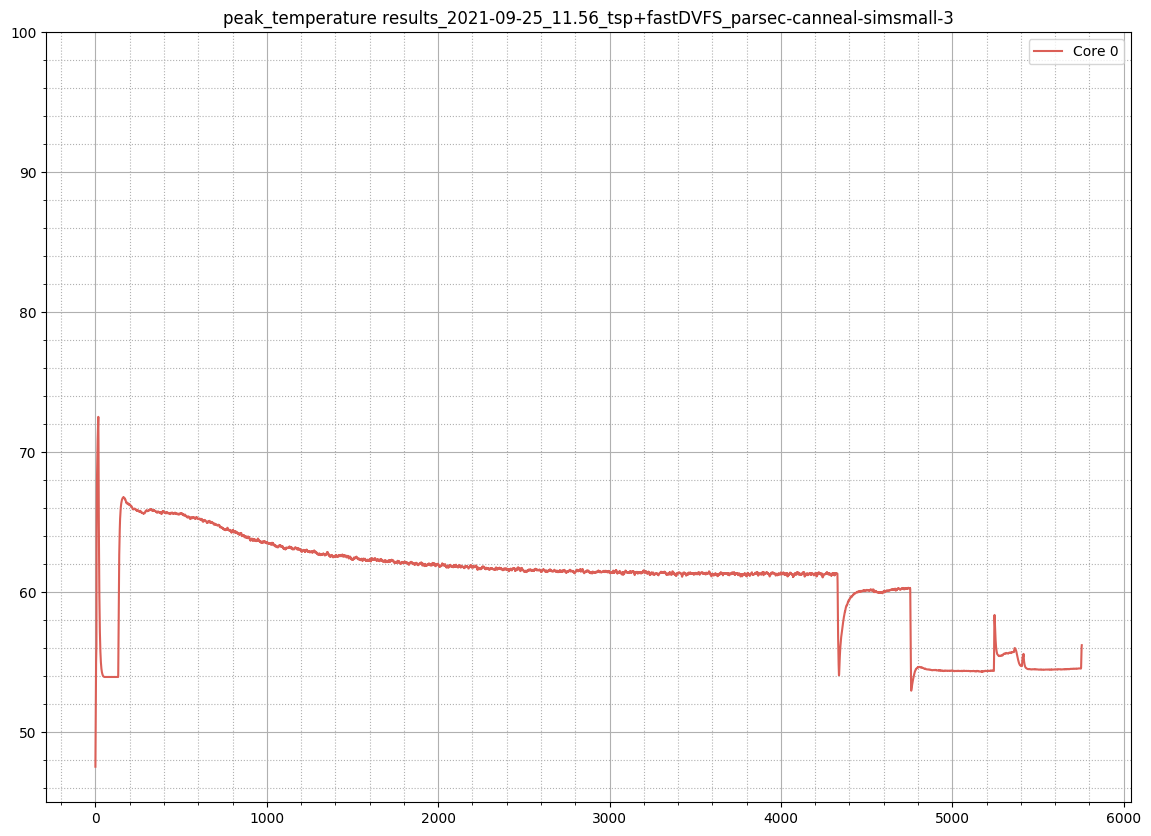 peak_temperature results_2021-09-25_11.56_tsp+fastDVFS_parsec-canneal-simsmall-3
Core 0
100
90
80
70
60
50
0 1000 2000 3000 4000 5000 6000